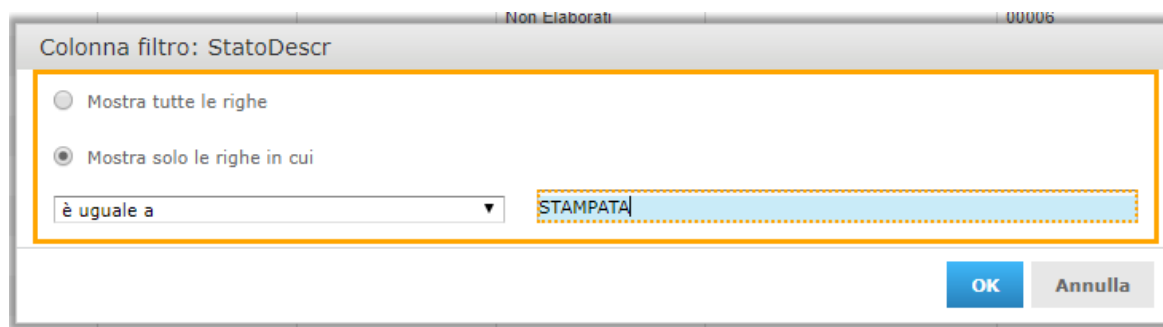 Non Elaborati 00006
Colonna filtro: StatoDescr
Mostra tutte le righe
Mostra solo le righe in cui
è uguale a STAMPATA
OK Annulla